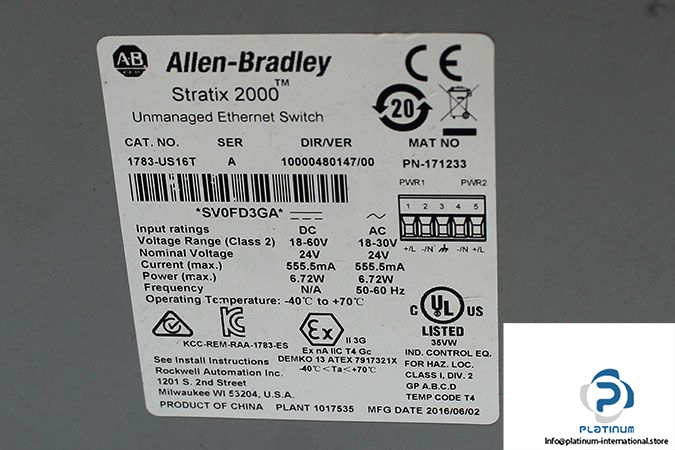 AB Allen-Bradley
Stratix 2000™
Unmanaged Ethernet Switch
CAT. NO. SER DIR/VER MAT NO
1783-US16T A 10000480147/00 PN-171233
*SV0FD3GA*
20
PWR1 PWR2
1 2 3 4 5
+/L -/N -/N +/L
Input ratings DC AC
Voltage Range (Class 2) 18-60V 18-30V
Nominal Voltage 24V 24V
Current (max.) 555.5mA 555.5mA
Power (max.) 6.72W 6.72W
Frequency N/A 50-60 Hz
Operating Temperature: -40℃ to +70℃
KCC-REM-RAA-1783-ES
Ex II 3G
Ex nA IIC T4 Gc
DEMKO 13 ATEX 7917321X
-40℃<Ta<+70℃
C UL US
LISTED
35VW
IND. CONTROL EQ.
FOR HAZ. LOC.
CLASS I, DIV. 2
GP A.B.C.D
TEMP CODE T4
See Install Instructions
Rockwell Automation Inc.
1201 S. 2nd Street
Milwaukee WI 53204, U.S.A.
PRODUCT OF CHINA PLANT 1017535 MFG DATE 2016/06/02
PLATINUM
Info@platinum-international.store